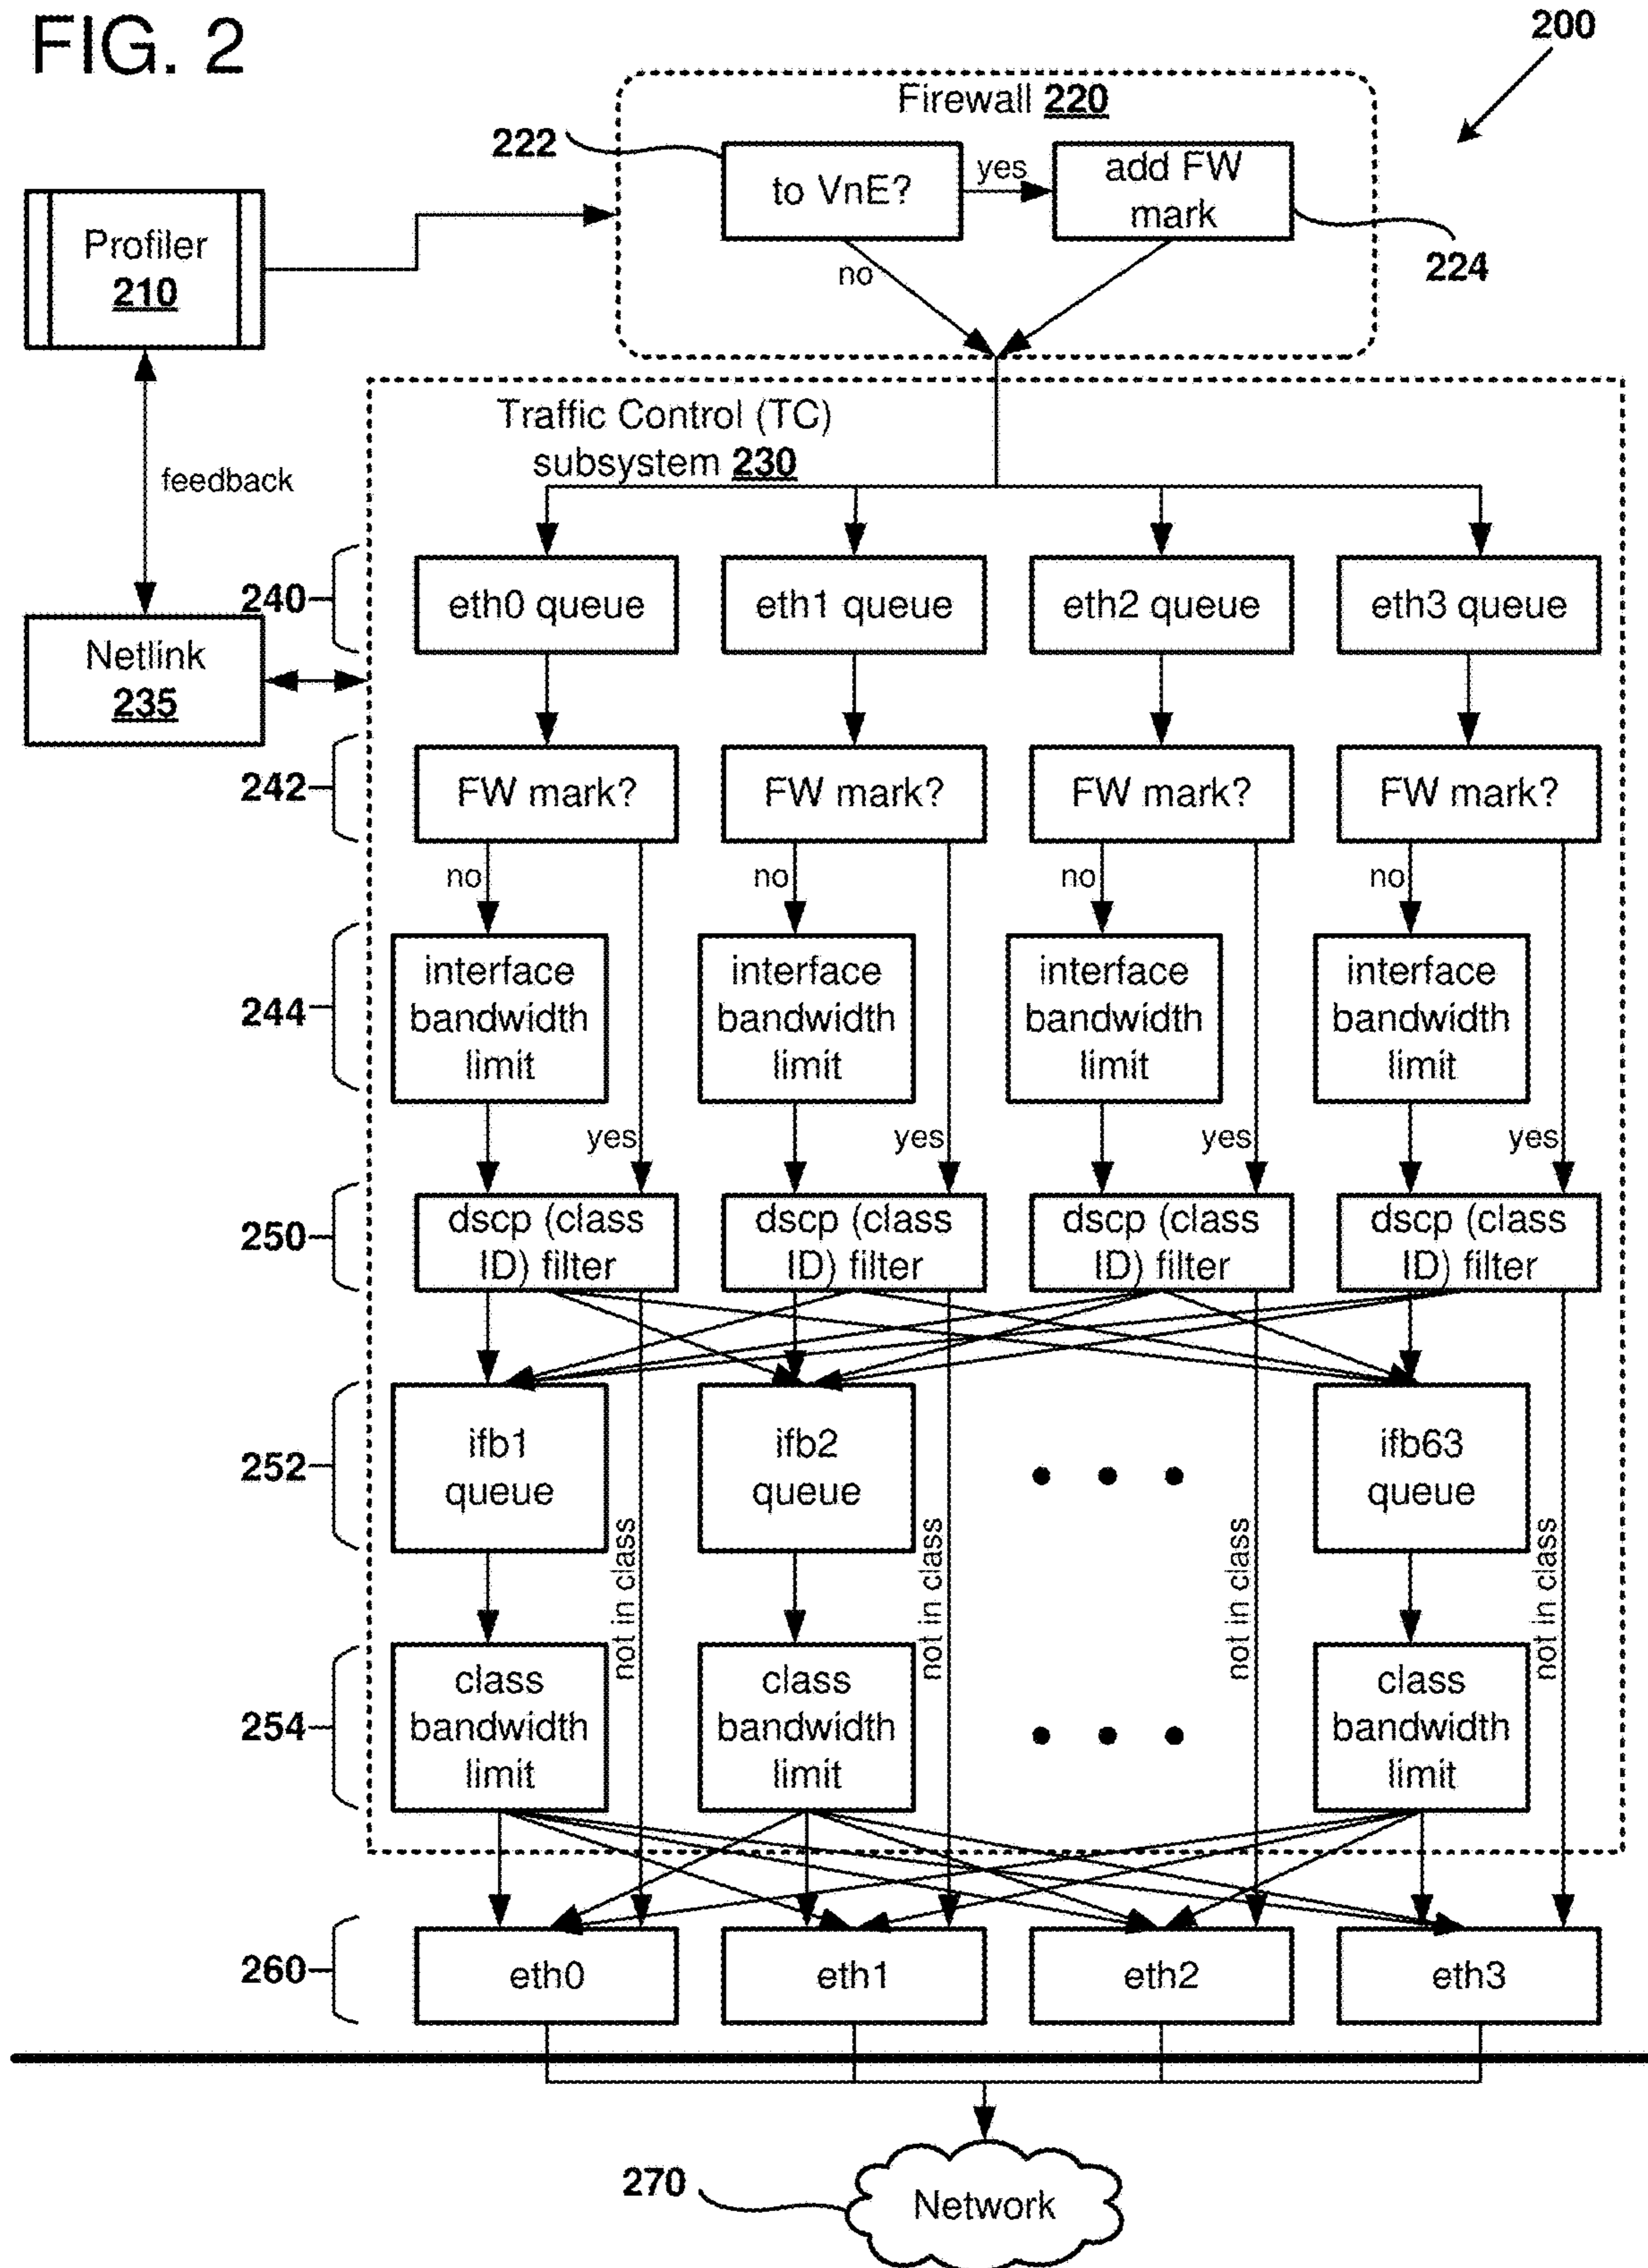 FIG. 2
200
Firewall 220
222
to VnE?
yes
add FW
mark
224
no
Profiler
210
feedback
Netlink
235
Traffic Control (TC)
subsystem 230
240
eth0 queue
eth1 queue
eth2 queue
eth3 queue
242
FW mark?
FW mark?
FW mark?
FW mark?
no
no
no
no
244
interface
bandwidth
limit
interface
bandwidth
limit
interface
bandwidth
limit
interface
bandwidth
limit
yes
yes
yes
yes
250
dscp (class
ID) filter
dscp (class
ID) filter
dscp (class
ID) filter
dscp (class
ID) filter
252
ifb1
queue
ifb2
queue
• • •
ifb63
queue
not in class
not in class
not in class
not in class
254
class
bandwidth
limit
class
bandwidth
limit
• • •
class
bandwidth
limit
260
eth0
eth1
eth2
eth3
270
Network